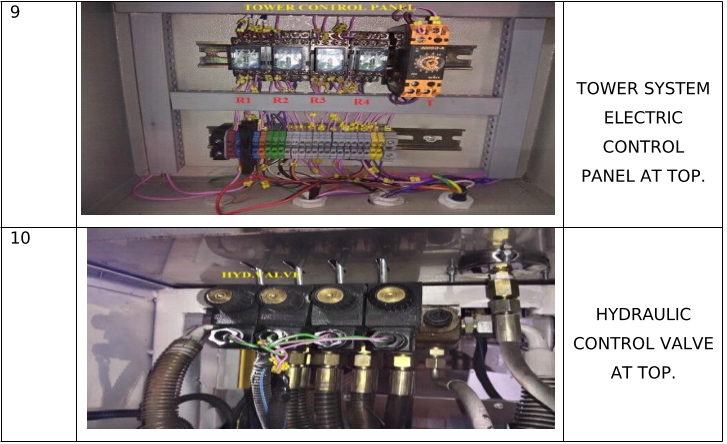 9
TOWER CONTROL PANEL
R1 R2 R3 R4 T
TOWER SYSTEM
ELECTRIC
CONTROL
PANEL AT TOP.
10
HYD.VALVE
HYDRAULIC
CONTROL VALVE
AT TOP.